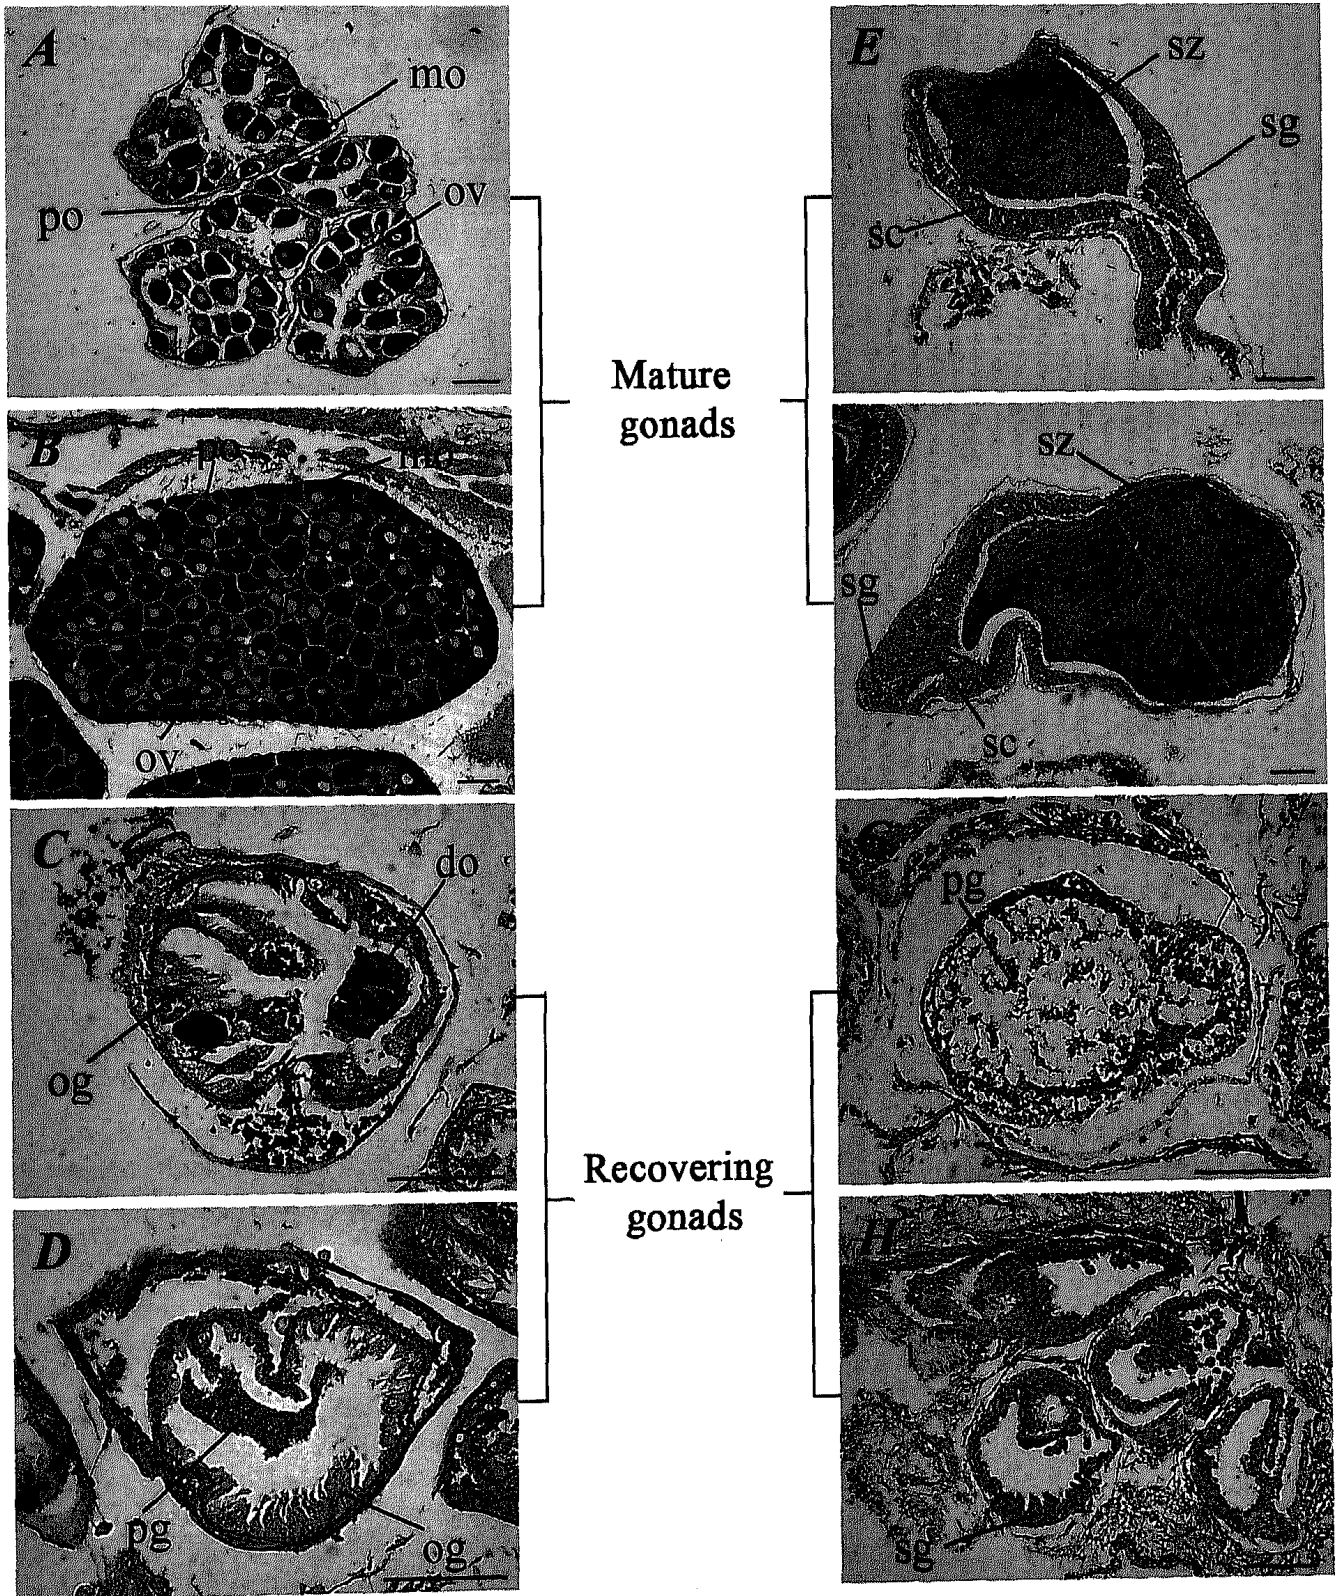 A
mo
po
ov
B
po
mo
ov
C
do
og
D
pg
og
Mature
gonads
Recovering
gonads
E
sz
sg
sc
sz
sg
sc
G
pg
H
sg